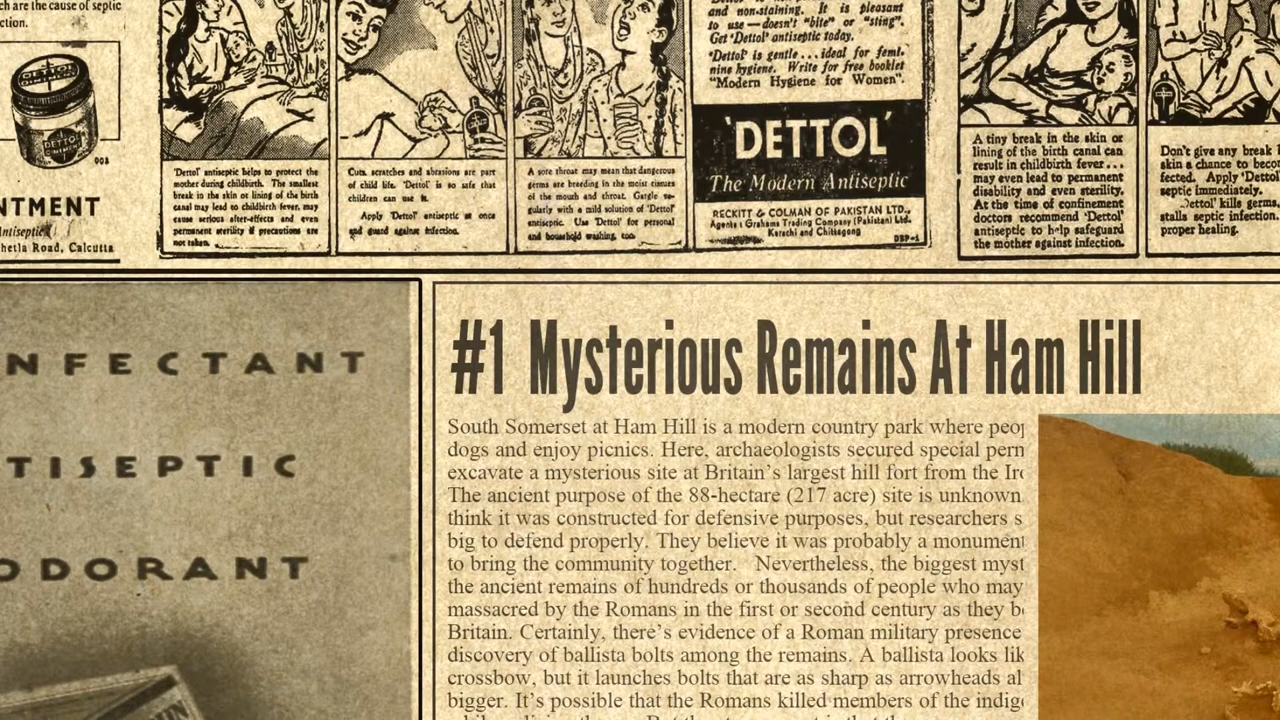 ch are the cause of septic
ction.
DETTOL
NTMENT
Antiseptic
hetla Road, Calcutta
'Dettol' antiseptic helps to protect the
mother during childbirth. The smallest
break in the skin or lining of the birth
canal may lead to childbirth fever, may
cause serious after-effects and even
permanent sterility if precautions are
not taken.
Cuts, scratches and abrasions are part
of child life. 'Dettol' is so safe that
children can use it.
Apply 'Dettol' antiseptic at once
and guard against infection.
A sore throat may mean that dangerous
germs are breeding in the moist tissues
of the mouth and throat. Gargle re-
gularly with a mild solution of 'Dettol'
antiseptic. Use 'Dettol' for personal
and household washing, too.
and non-staining. It is pleasant
to use—doesn't "bite" or "sting".
Get 'Dettol' antiseptic today.
'Dettol' is gentle...ideal for femi-
nine hygiene. Write for free booklet
"Modern Hygiene for Women".
'DETTOL'
The Modern Antiseptic
RECKITT & COLMAN OF PAKISTAN LTD.,
Agents : Grahams Trading Company (Pakistan) Ltd.
Karachi and Chittagong
DBP-1
A tiny break in the skin or
lining of the birth canal can
result in childbirth fever...
may even lead to permanent
disability and even sterility.
At the time of confinement
doctors recommend 'Dettol'
antiseptic to help safeguard
the mother against infection.
Don't give any break i
skin a chance to becom
fected. Apply 'Dettol
septic immediately.
Dettol' kills germs,
stalls septic infection.
proper healing.
NFECTANT
TISEPTIC
ODORANT
#1 Mysterious Remains At Ham Hill
South Somerset at Ham Hill is a modern country park where peop
dogs and enjoy picnics. Here, archaeologists secured special perm
excavate a mysterious site at Britain's largest hill fort from the Iro
The ancient purpose of the 88-hectare (217 acre) site is unknown
think it was constructed for defensive purposes, but researchers s
big to defend properly. They believe it was probably a monument
to bring the community together. Nevertheless, the biggest myst
the ancient remains of hundreds or thousands of people who may
massacred by the Romans in the first or second century as they be
Britain. Certainly, there's evidence of a Roman military presence
discovery of ballista bolts among the remains. A ballista looks lik
crossbow, but it launches bolts that are as sharp as arrowheads al
bigger. It's possible that the Romans killed members of the indig